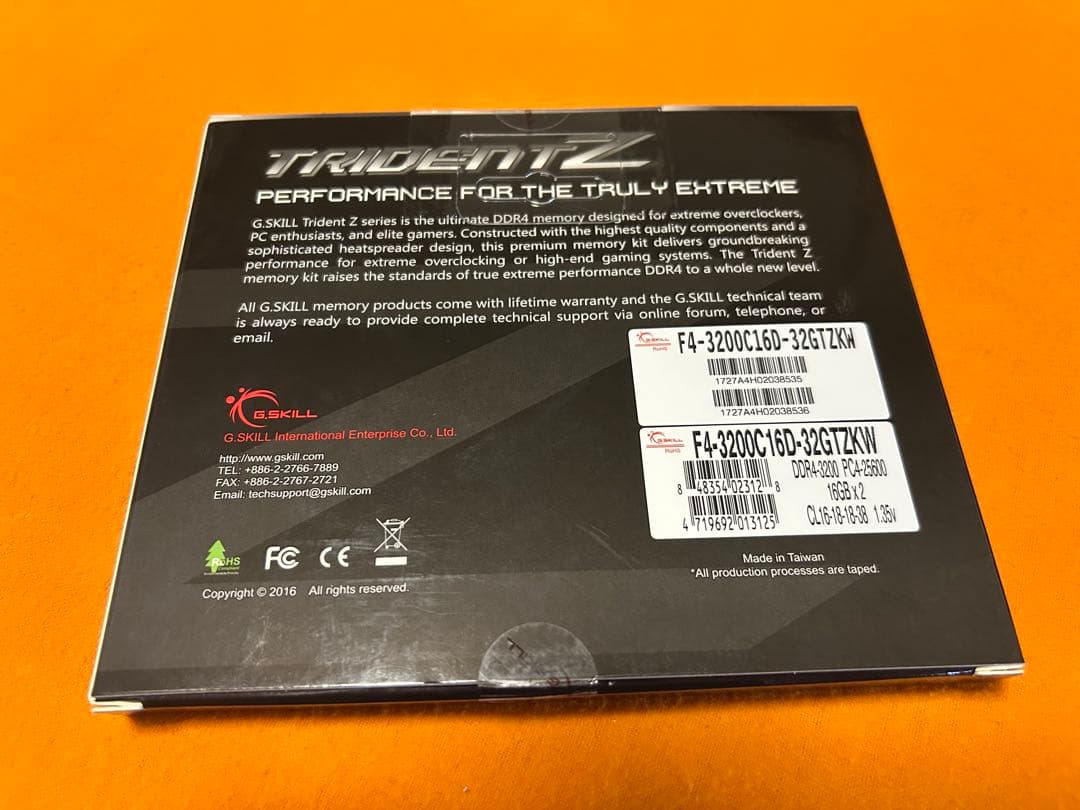 TRIDENTZ
PERFORMANCE FOR THE TRULY EXTREME
G.SKILL Trident Z series is the ultimate DDR4 memory designed for extreme overclockers,
PC enthusiasts, and elite gamers. Constructed with the highest quality components and a
sophisticated heatspreader design, this premium memory kit delivers groundbreaking
performance for extreme overclocking or high-end gaming systems. The Trident Z
memory kit raises the standards of true extreme performance DDR4 to a whole new level.
All G.SKILL memory products come with lifetime warranty and the G.SKILL technical team
is always ready to provide complete technical support via online forum, telephone, or
email.
G.SKILL
RoHS
F4-3200C16D-32GTZKW
1727A4H02038535
1727A4H02038536
G.SKILL
RoHS
F4-3200C16D-32GTZKW
DDR4-3200 PC4-25600
16GB x 2
CL16-18-18-38 1.35v
8 48354 02312 8
4 719692 013125
G.SKILL
G.SKILL International Enterprise Co., Ltd.
http://www.gskill.com
TEL: +886-2-2766-7889
FAX: +886-2-2767-2721
Email: techsupport@gskill.com
RoHS
FC CE
Copyright © 2016 All rights reserved.
Made in Taiwan
*All production processes are taped.